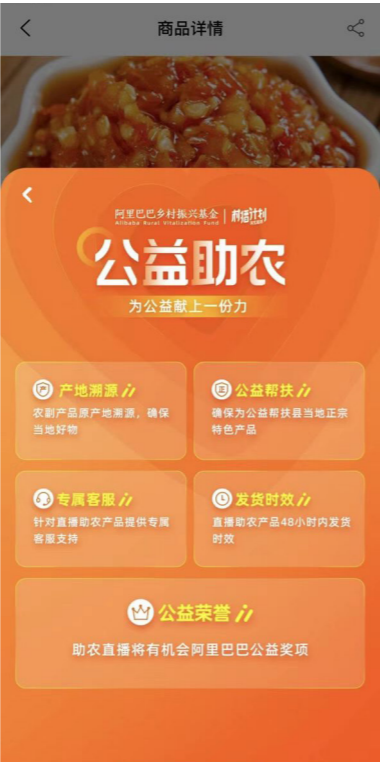 商品详情
阿里巴巴乡村振兴基金 | 村播计划
Alibaba Rural Vitalization Fund
公益助农
为公益献上一份力
产地溯源
农副产品原产地溯源，确保
当地好物
公益帮扶
确保为公益帮扶县当地正宗
特色产品
专属客服
针对直播助农产品提供专属
客服支持
发货时效
直播助农产品48小时内发货
时效
公益荣誉
助农直播将有机会阿里巴巴公益奖项